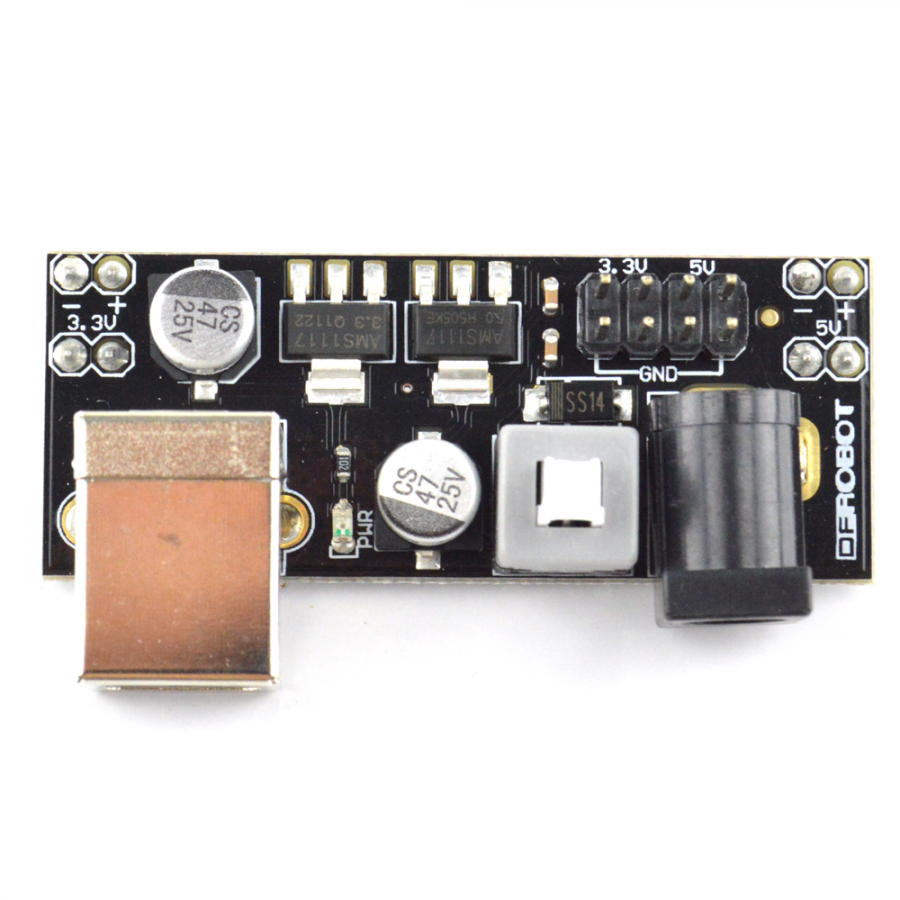 3.3V 5V
- +
3.3V
CS
47
25V
AMS1117
3.3 Q1122
AMS1117
5.0 H505KE
- +
5V
GND
SS14
102
CS
47
25V
PWR
DFROBOT